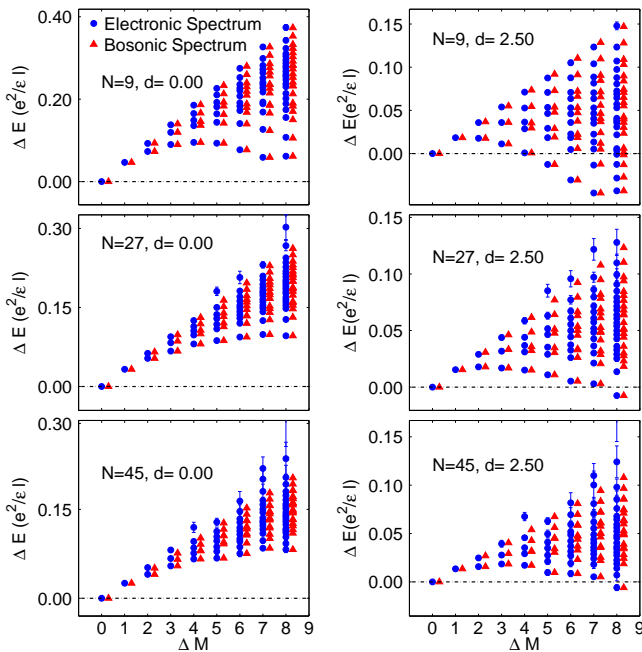 Electronic Spectrum
Bosonic Spectrum
N=9, d= 0.00
0.40
0.20
0.00
Δ E (e²/ε l)
N=9, d= 2.50
0.15
0.10
0.05
0.00
Δ E(e²/ε l)
N=27, d= 0.00
0.30
0.15
0.00
Δ E (e²/ε l)
N=27, d= 2.50
0.15
0.10
0.05
0.00
Δ E(e²/ε l)
N=45, d= 0.00
0.30
0.15
0.00
Δ E (e²/ε l)
0 1 2 3 4 5 6 7 8 9
Δ M
N=45, d= 2.50
0.15
0.10
0.05
0.00
Δ E(e²/ε l)
0 1 2 3 4 5 6 7 8 9
Δ M